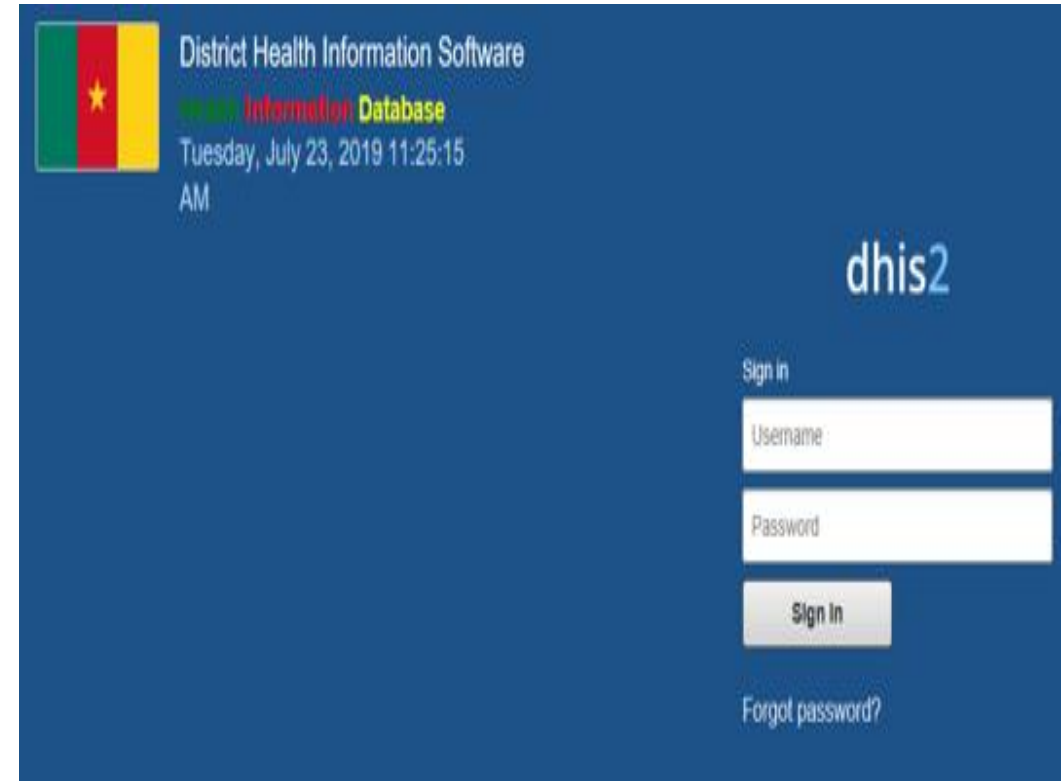 District Health Information Software
Health Information Database
Tuesday, July 23, 2019 11:25:15
AM
dhis2
Sign in
Username
Password
Sign In
Forgot password?